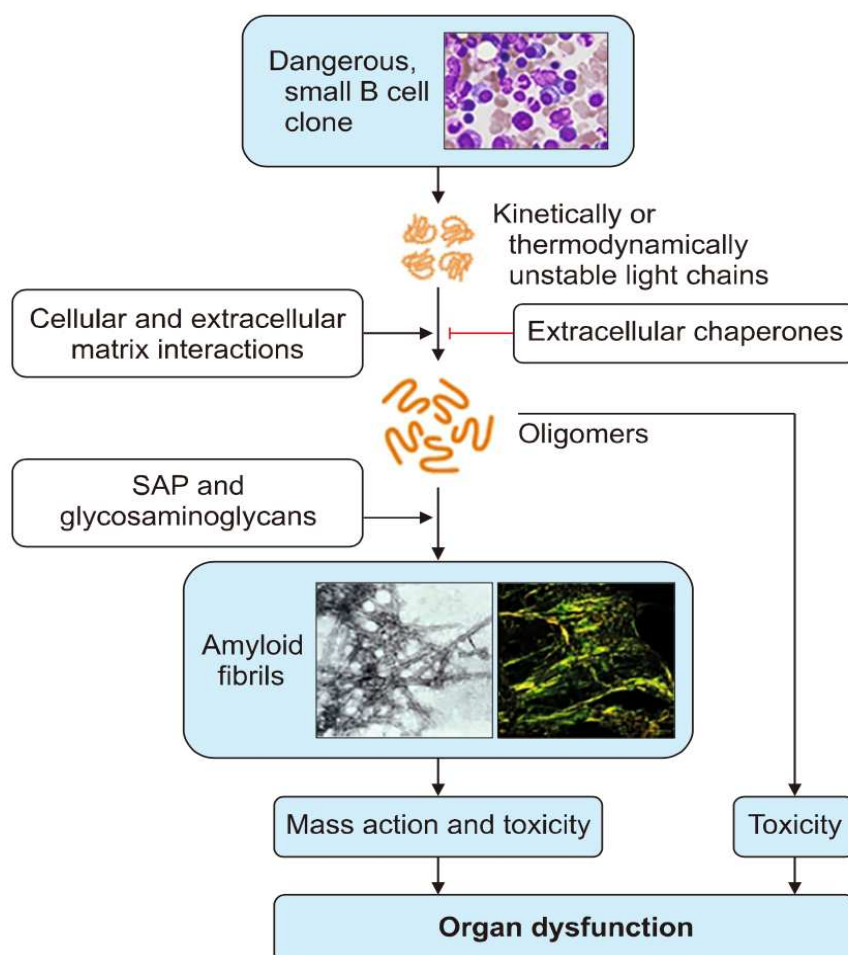 Dangerous,
small B cell
clone
Kinetically or
thermodynamically
unstable light chains
Cellular and extracellular
matrix interactions
Extracellular chaperones
Oligomers
SAP and
glycosaminoglycans
Amyloid
fibrils
Mass action and toxicity
Toxicity
Organ dysfunction